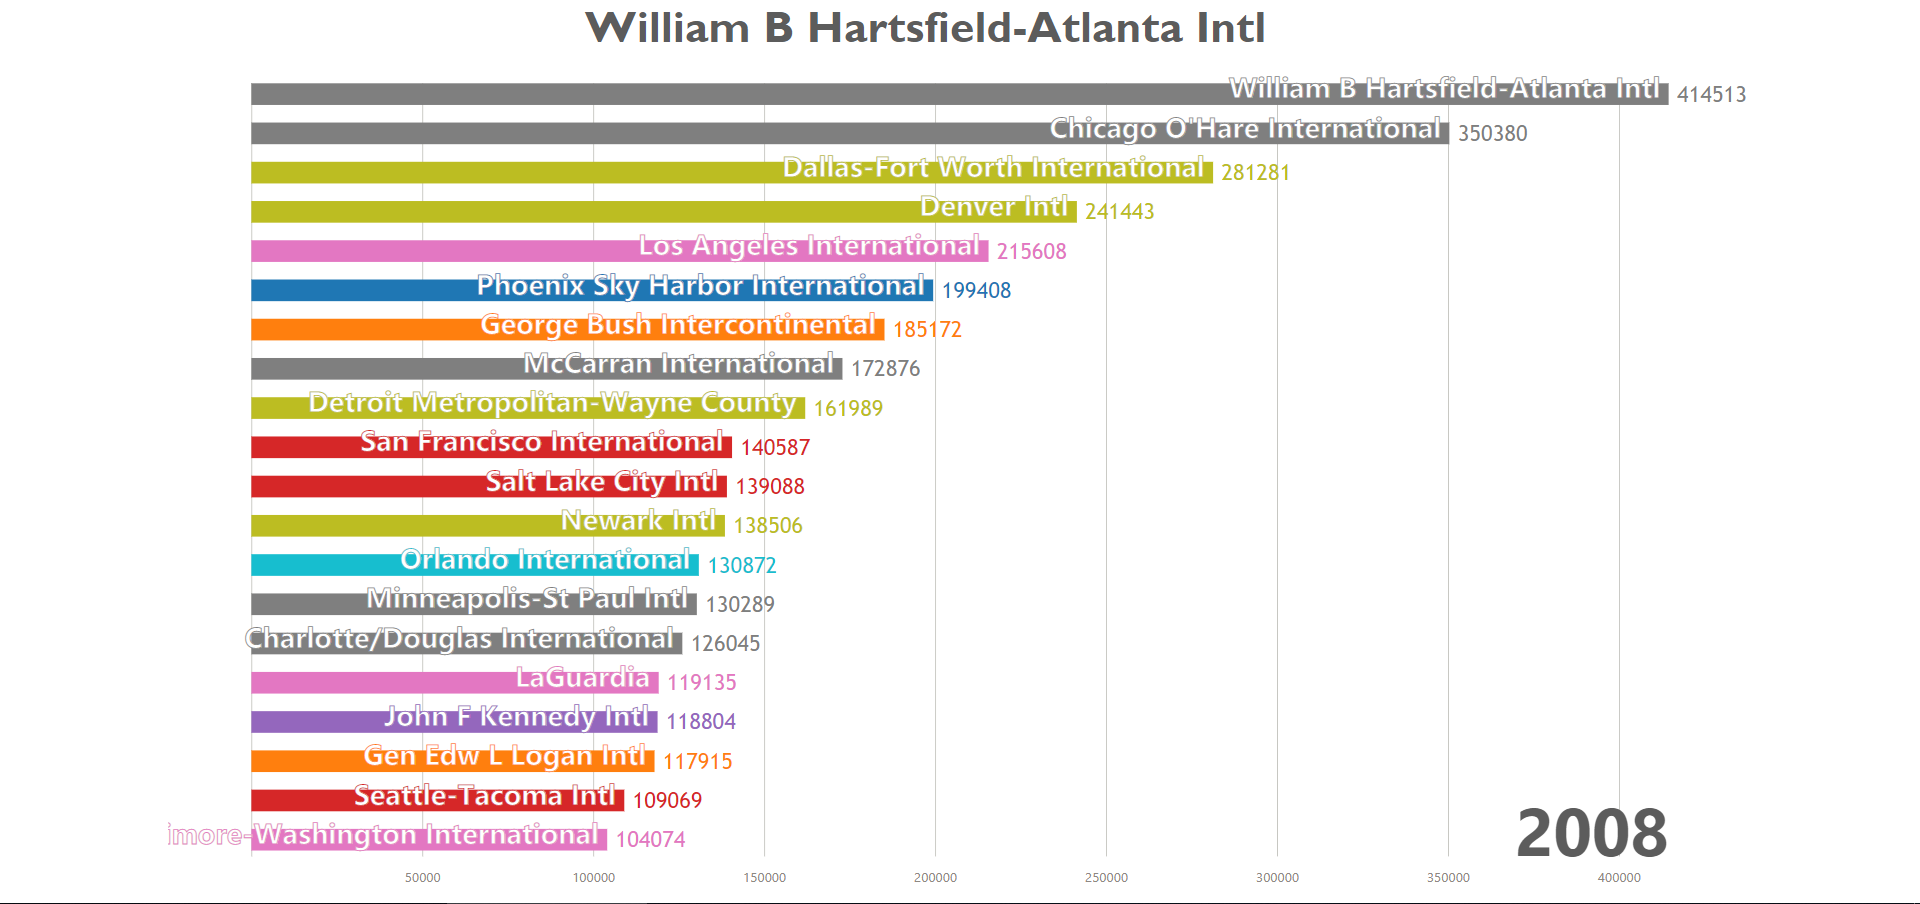 William B Hartsfield-Atlanta Intl
William B Hartsfield-Atlanta Intl 414513
Chicago O'Hare International 350380
Dallas-Fort Worth International 281281
Denver Intl 241443
Los Angeles International 215608
Phoenix Sky Harbor International 199408
George Bush Intercontinental 185172
McCarran International 172876
Detroit Metropolitan-Wayne County 161989
San Francisco International 140587
Salt Lake City Intl 139088
Newark Intl 138506
Orlando International 130872
Minneapolis-St Paul Intl 130289
Charlotte/Douglas International 126045
LaGuardia 119135
John F Kennedy Intl 118804
Gen Edw L Logan Intl 117915
Seattle-Tacoma Intl 109069
imore-Washington International 104074
2008
50000 100000 150000 200000 250000 300000 350000 400000